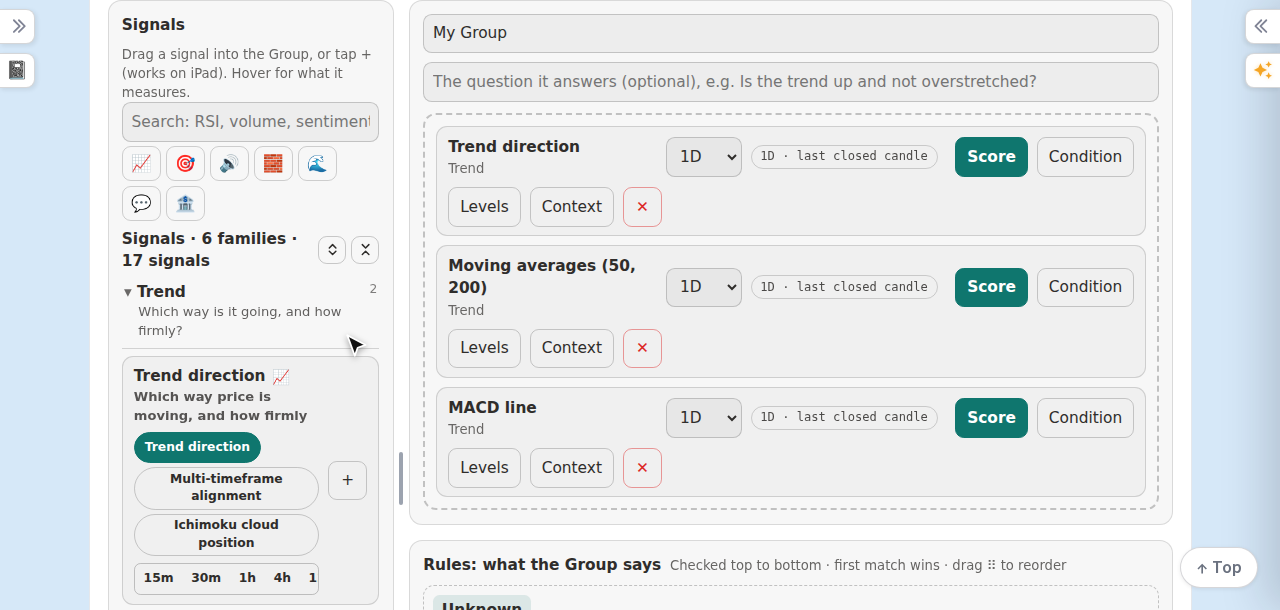 Signals
Drag a signal into the Group, or tap +
(works on iPad). Hover for what it
measures.
Search: RSI, volume, sentiment
Signals · 6 families ·
17 signals
▼ Trend 2
Which way is it going, and how
firmly?
Trend direction
Which way price is
moving, and how firmly
Trend direction
Multi-timeframe
alignment
+
Ichimoku cloud
position
15m 30m 1h 4h 1
My Group
The question it answers (optional), e.g. Is the trend up and not overstretched?
Trend direction
Trend
1D
1D · last closed candle
Score
Condition
Levels
Context
✕
Moving averages (50,
200)
Trend
1D
1D · last closed candle
Score
Condition
Levels
Context
✕
MACD line
Trend
1D
1D · last closed candle
Score
Condition
Levels
Context
✕
Rules: what the Group says Checked top to bottom · first match wins · drag ⠿ to reorder
Unknown
↑ Top